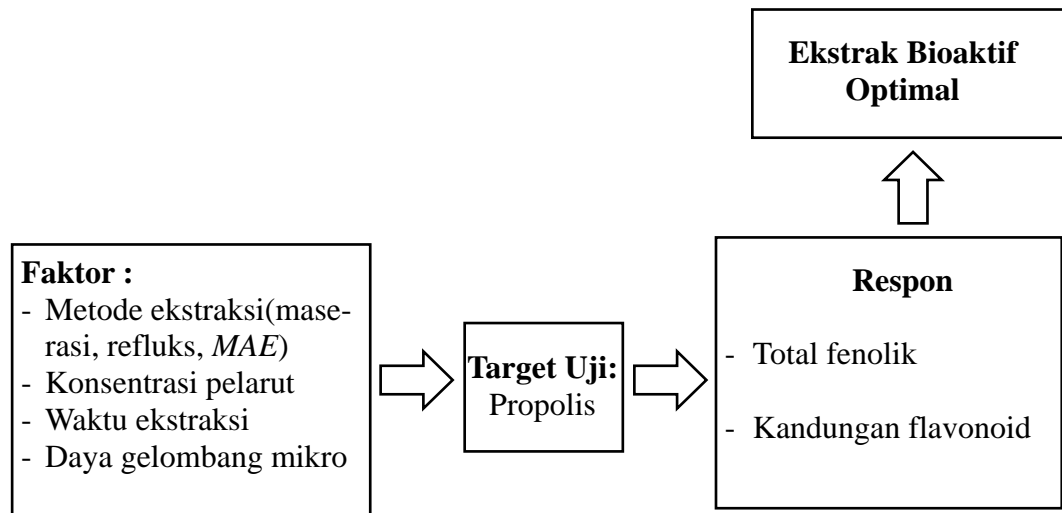 Ekstrak Bioaktif
Optimal
Faktor :
- Metode ekstraksi(mase-
rasi, refluks, MAE)
- Konsentrasi pelarut
- Waktu ekstraksi
- Daya gelombang mikro
Target Uji:
Propolis
Respon
- Total fenolik
- Kandungan flavonoid